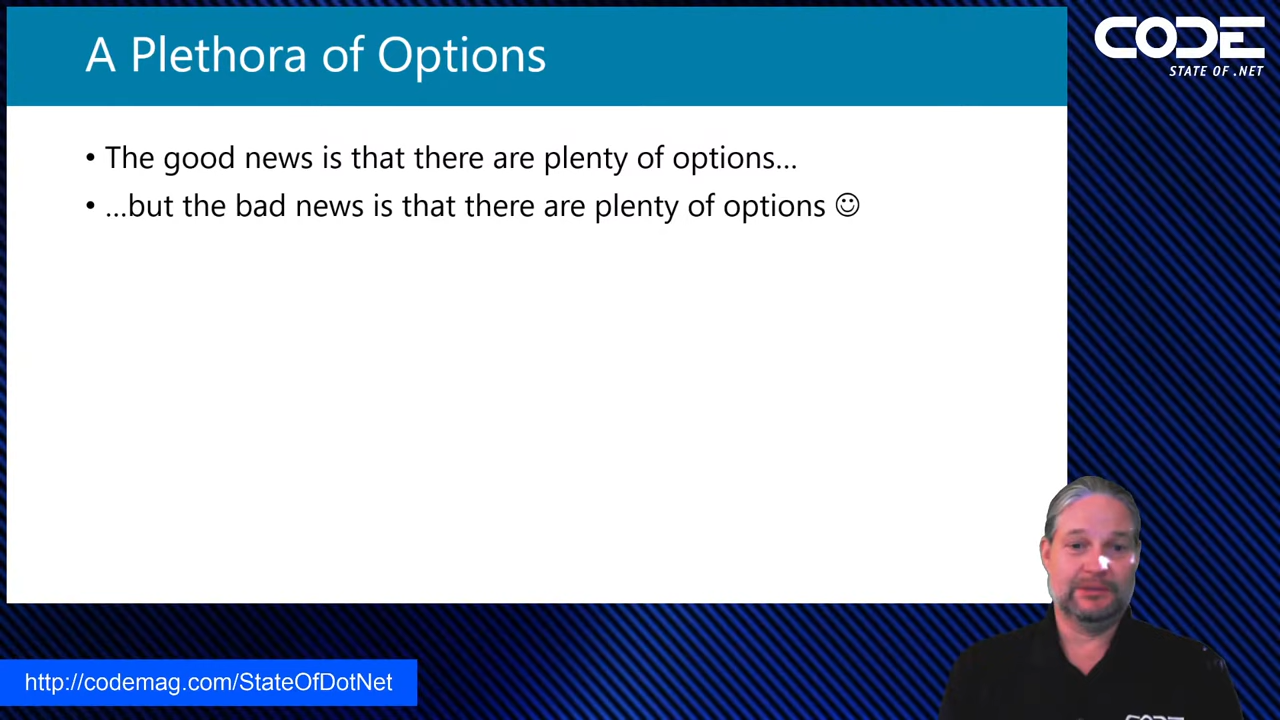 A Plethora of Options
CODE
STATE OF .NET
• The good news is that there are plenty of options...
• ...but the bad news is that there are plenty of options ☺
http://codemag.com/StateOfDotNet
CODE